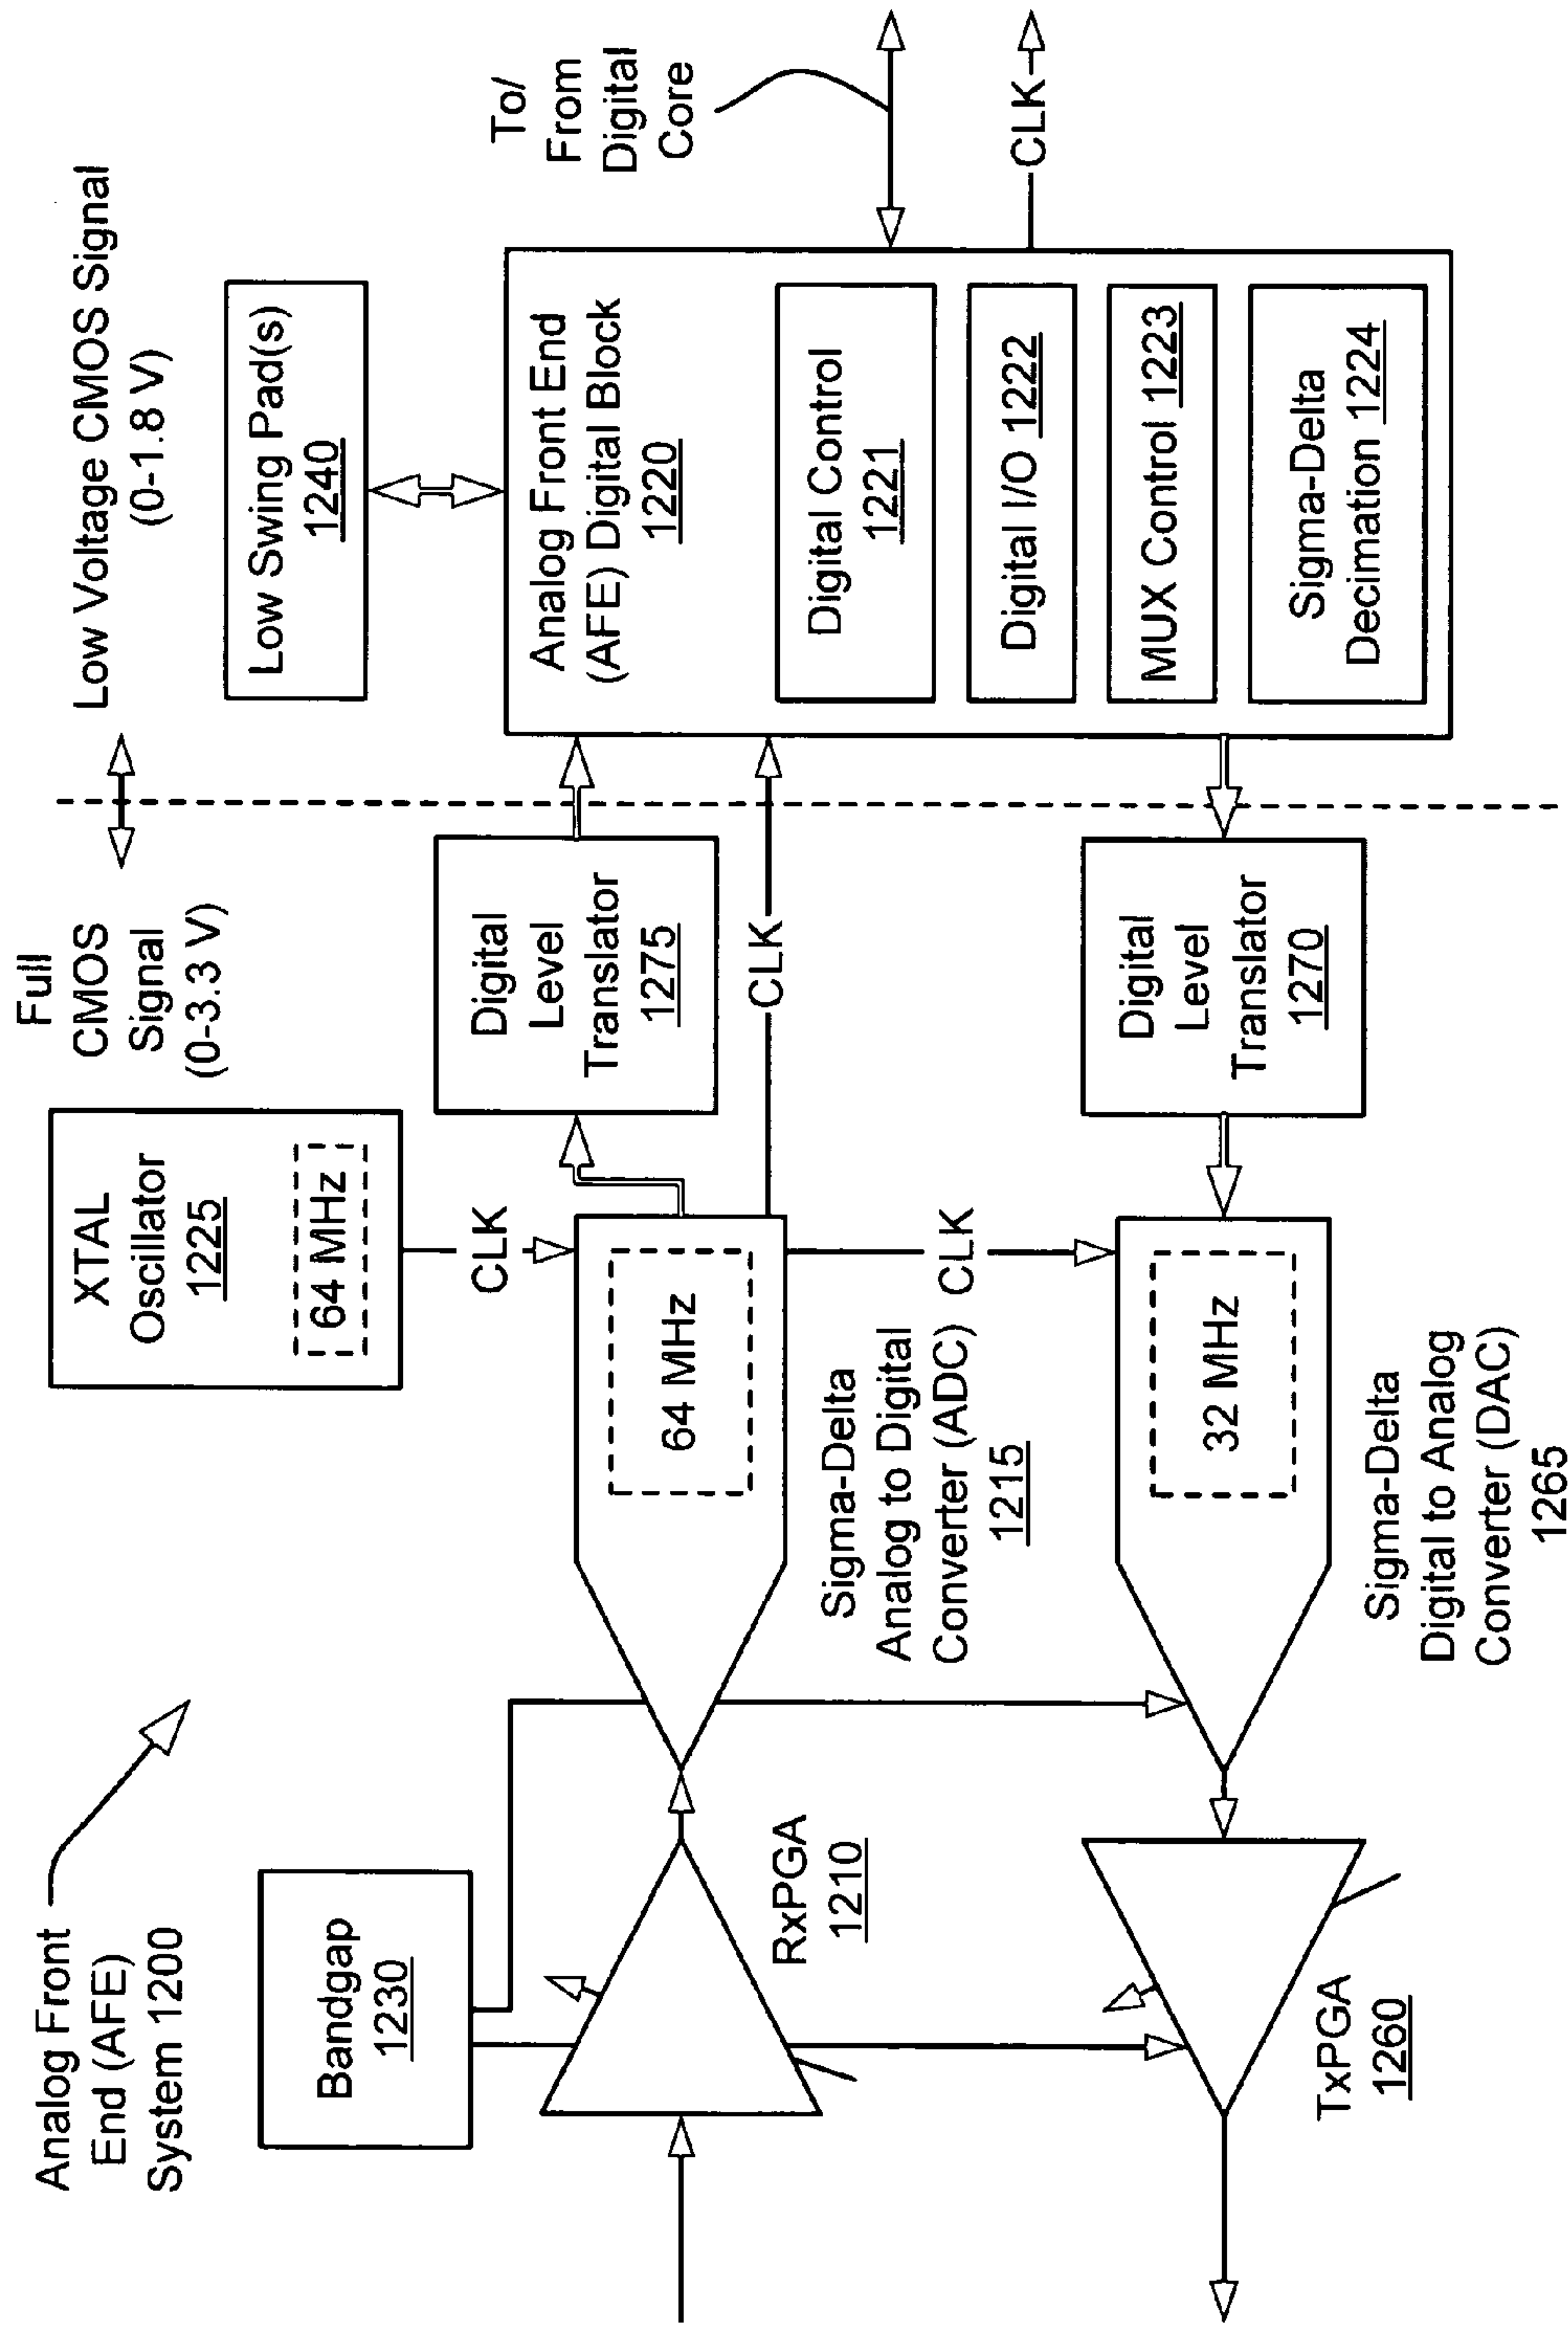 Analog Front
End (AFE)
System 1200
Full
CMOS
Signal
(0-3.3 V)
Low Voltage CMOS Signal
(0-1.8 V)
Bandgap
1230
XTAL
Oscillator
1225
64 MHz
CLK
Low Swing Pad(s)
1240
RxPGA
1210
64 MHz
Sigma-Delta
Analog to Digital
Converter (ADC)
1215
CLK
Digital
Level
Translator
1275
CLK
Analog Front End
(AFE) Digital Block
1220
Digital Control
1221
Digital I/O 1222
MUX Control 1223
Sigma-Delta
Decimation 1224
To/
From
Digital
Core
CLK
TxPGA
1260
32 MHz
Sigma-Delta
Digital to Analog
Converter (DAC)
1265
Digital
Level
Translator
1270